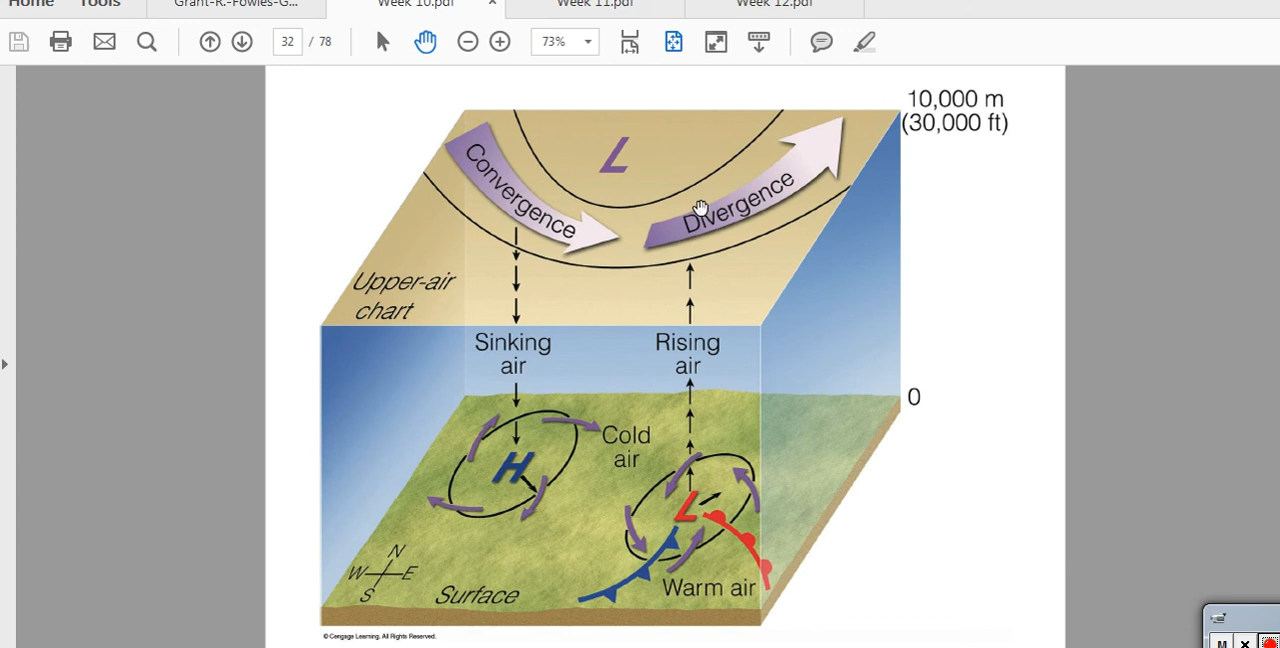 Home Tools Grant-R.-Fowles-G... Week 10.pdf × Week 11.pdf Week 12.pdf
32 / 78 73%
10,000 m
(30,000 ft)
L
Convergence
Divergence
Upper-air
chart
Sinking
air
Rising
air
0
Cold
air
H
L
N
W E
S
Surface
Warm air
© Cengage Learning. All Rights Reserved.
M